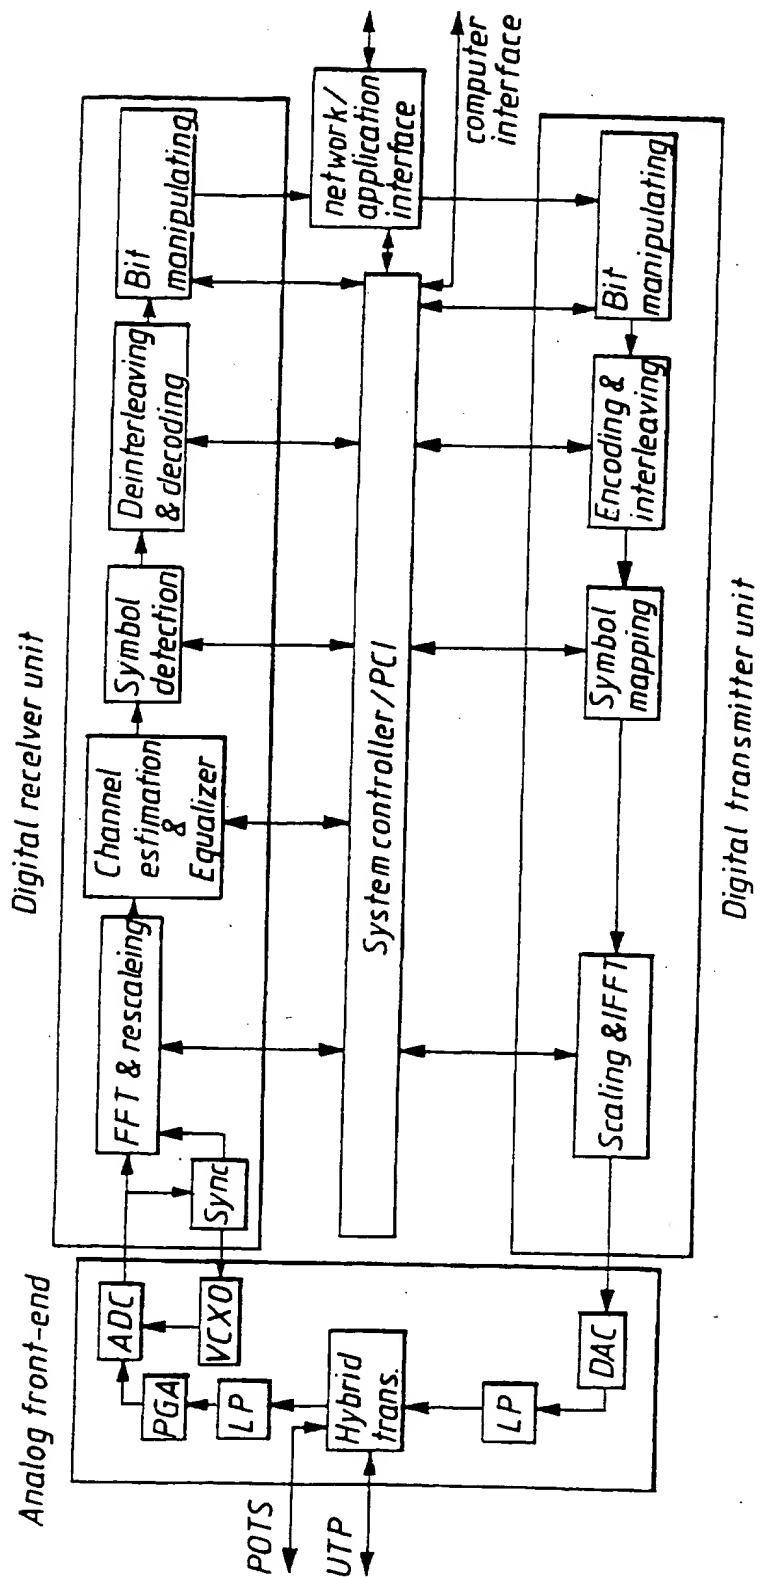 Analog front-end
Digital recelver unit
ADC
PGA
VCXO
LP
Hybrid
trans.
LP
DAC
POTS
UTP
FFT & rescaleing
Sync
Channel
estimation
&
Equalizer
Symbol
detection
Deinterleaving
& decoding
Bit
manipulating
System controller/PCI
network/
application
interface
computer
interface
Scaling & IFFT
Symbol
mapping
Encoding &
interleaving
Bit
manipulating
Digital transmitter unit